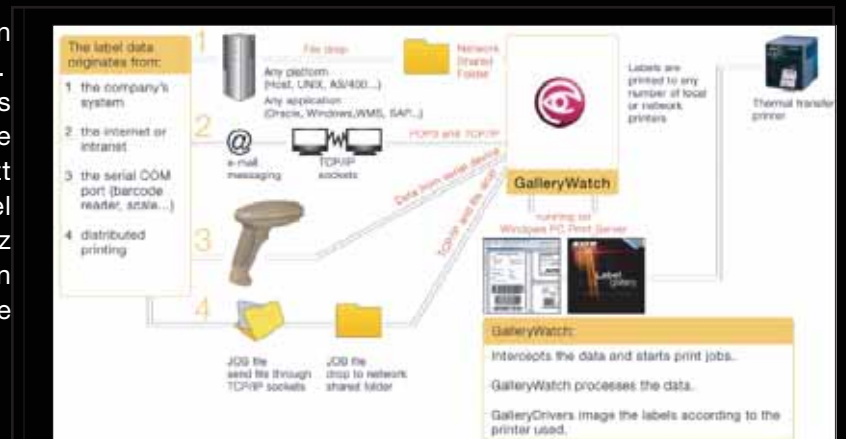 n
.
s
e
tt
el
z
n
e
The label data
originates from:
1 the company's
system
2 the internet or
intranet
3 the serial COM
port (barcode
reader, scale...)
4 distributed
printing
1
File drop
Any platform
(Host, UNIX, AS/400...)
Any application
(Oracle, Windows,WMS, SAP...)
Network
Shared
Folder
2
@
e-mail
messaging
TCP/IP
sockets
POP3 and TCP/IP
3
Data from serial device
4
TCP/IP and file drop
JOB file
send file through
TCP/IP sockets
JOB file
drop to network
shared folder
GalleryWatch
running on
Windows PC Print Server
Label
Gallery
Labels are
printed to any
number of local
or network
printers
Thermal transfer
printer
GalleryWatch:
Intercepts the data and starts print jobs.
GalleryWatch processes the data.
GalleryDrivers image the labels according to the
printer used.